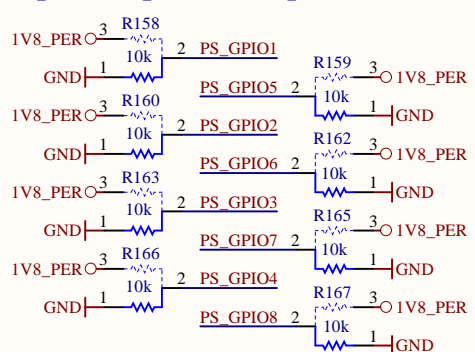 R158
1V8_PER 3
10k 2 PS_GPIO1
GND 1
R159
3 1V8_PER
PS_GPIO5 2 10k
1 GND
R160
1V8_PER 3
10k 2 PS_GPIO2
GND 1
R162
3 1V8_PER
PS_GPIO6 2 10k
1 GND
R163
1V8_PER 3
10k 2 PS_GPIO3
GND 1
R165
3 1V8_PER
PS_GPIO7 2 10k
1 GND
R166
1V8_PER 3
10k 2 PS_GPIO4
GND 1
R167
3 1V8_PER
PS_GPIO8 2 10k
1 GND